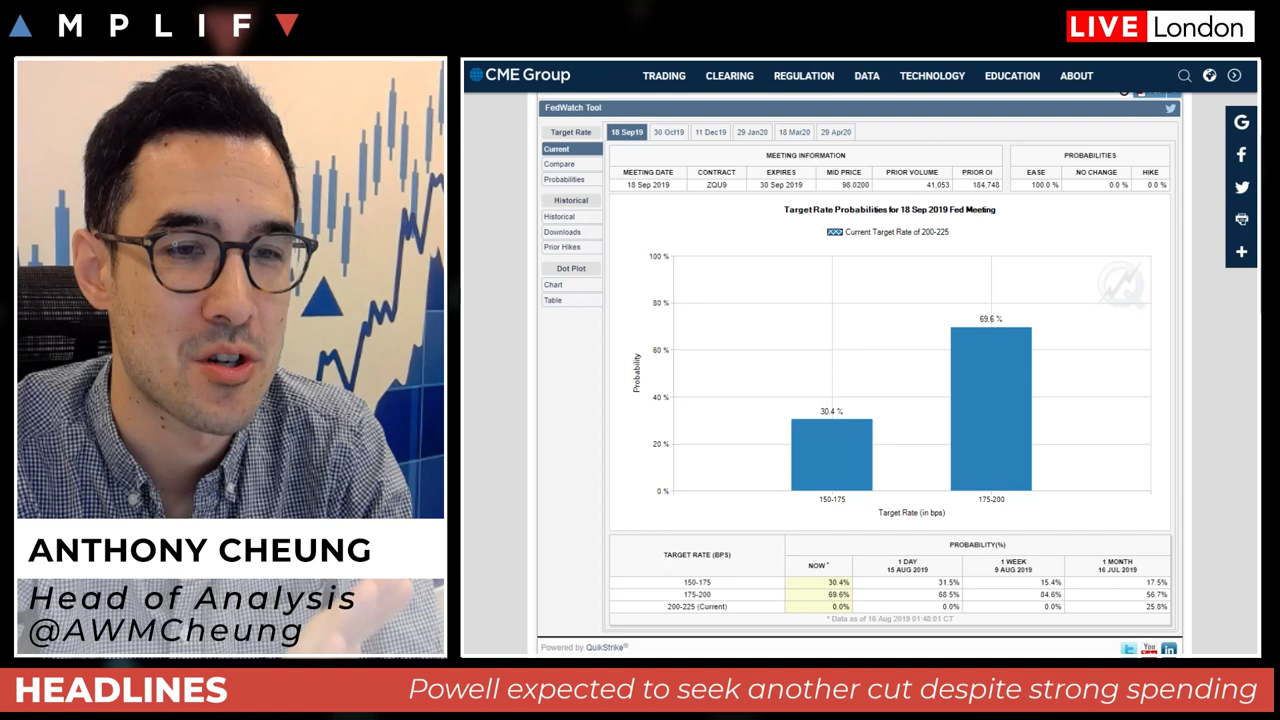 AMPLIFY
LIVE London
CME Group
TRADING CLEARING REGULATION DATA TECHNOLOGY EDUCATION ABOUT
FedWatch Tool
Target Rate
Current
Compare
Probabilities
Historical
Historical
Downloads
Prior Hikes
Dot Plot
Chart
Table
18 Sep19 30 Oct19 11 Dec19 29 Jan20 18 Mar20 29 Apr20
MEETING INFORMATION
MEETING DATE CONTRACT EXPIRES MID PRICE PRIOR VOLUME PRIOR OI
18 Sep 2019 ZQU9 30 Sep 2019 98.0200 41,053 184,748
PROBABILITIES
EASE NO CHANGE HIKE
100.0 % 0.0 % 0.0 %
Target Rate Probabilities for 18 Sep 2019 Fed Meeting
Current Target Rate of 200-225
Probability
100 %
80 %
60 %
40 %
20 %
0 %
30.4 %
69.6 %
150-175 175-200
Target Rate (in bps)
TARGET RATE (BPS) PROBABILITY(%)
NOW * 1 DAY 1 WEEK 1 MONTH
15 AUG 2019 9 AUG 2019 16 JUL 2019
150-175 30.4% 31.5% 15.4% 17.5%
175-200 69.6% 68.5% 84.6% 56.7%
200-225 (Current) 0.0% 0.0% 0.0% 25.8%
* Data as of 16 Aug 2019 01:48:01 CT
Powered by QuikStrike®
You
ANTHONY CHEUNG
Head of Analysis
@AWMCheung
HEADLINES Powell expected to seek another cut despite strong spending